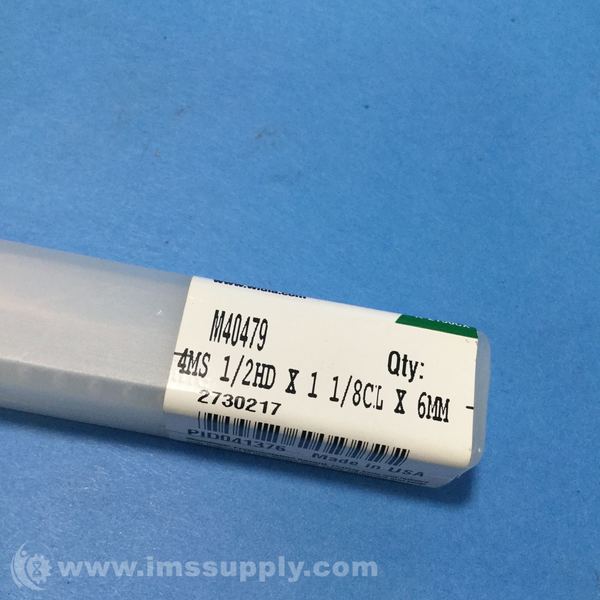 M40479
Qty:
4MS 1/2HD X 1 1/8CL X 6MM
2730217
PID041376 Made in USA
www.imssupply.com